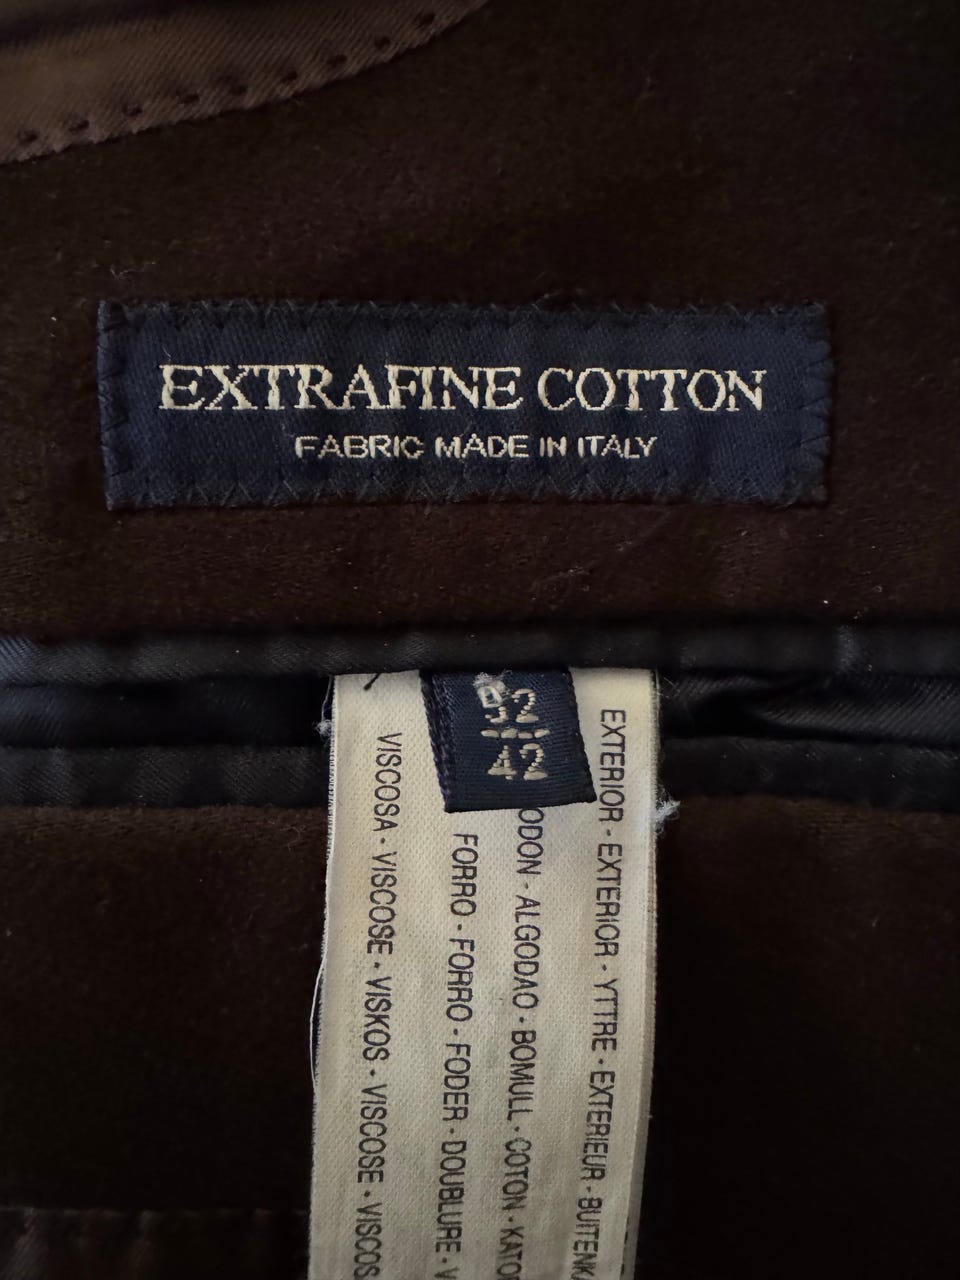 EXTRAFINE COTTON
FABRIC MADE IN ITALY
52
42
EXTERIOR - EXTERIOR - YTTRE - EXTERIEUR - BUITENKA
ODON - ALGODAO - BOMULL - COTON - KATO
FORRO - FORRO - FODER - DOUBLURE - V
VISCOSA - VISCOSE - VISKOS - VISCOSE - VISCOS